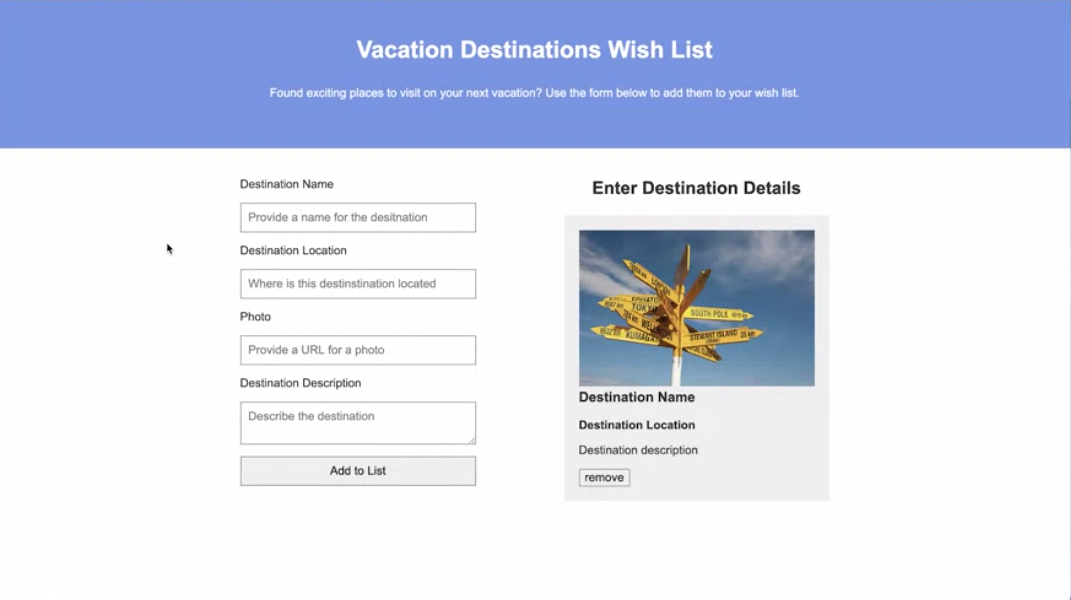 Vacation Destinations Wish List
Found exciting places to visit on your next vacation? Use the form below to add them to your wish list.
Destination Name
Provide a name for the desitnation
Destination Location
Where is this destinstination located
Photo
Provide a URL for a photo
Destination Description
Describe the destination
Add to List
Enter Destination Details
LONDON
TOKYO
SOUTH POLE
STEWART ISLAND
35 km
Destination Name
Destination Location
Destination description
remove